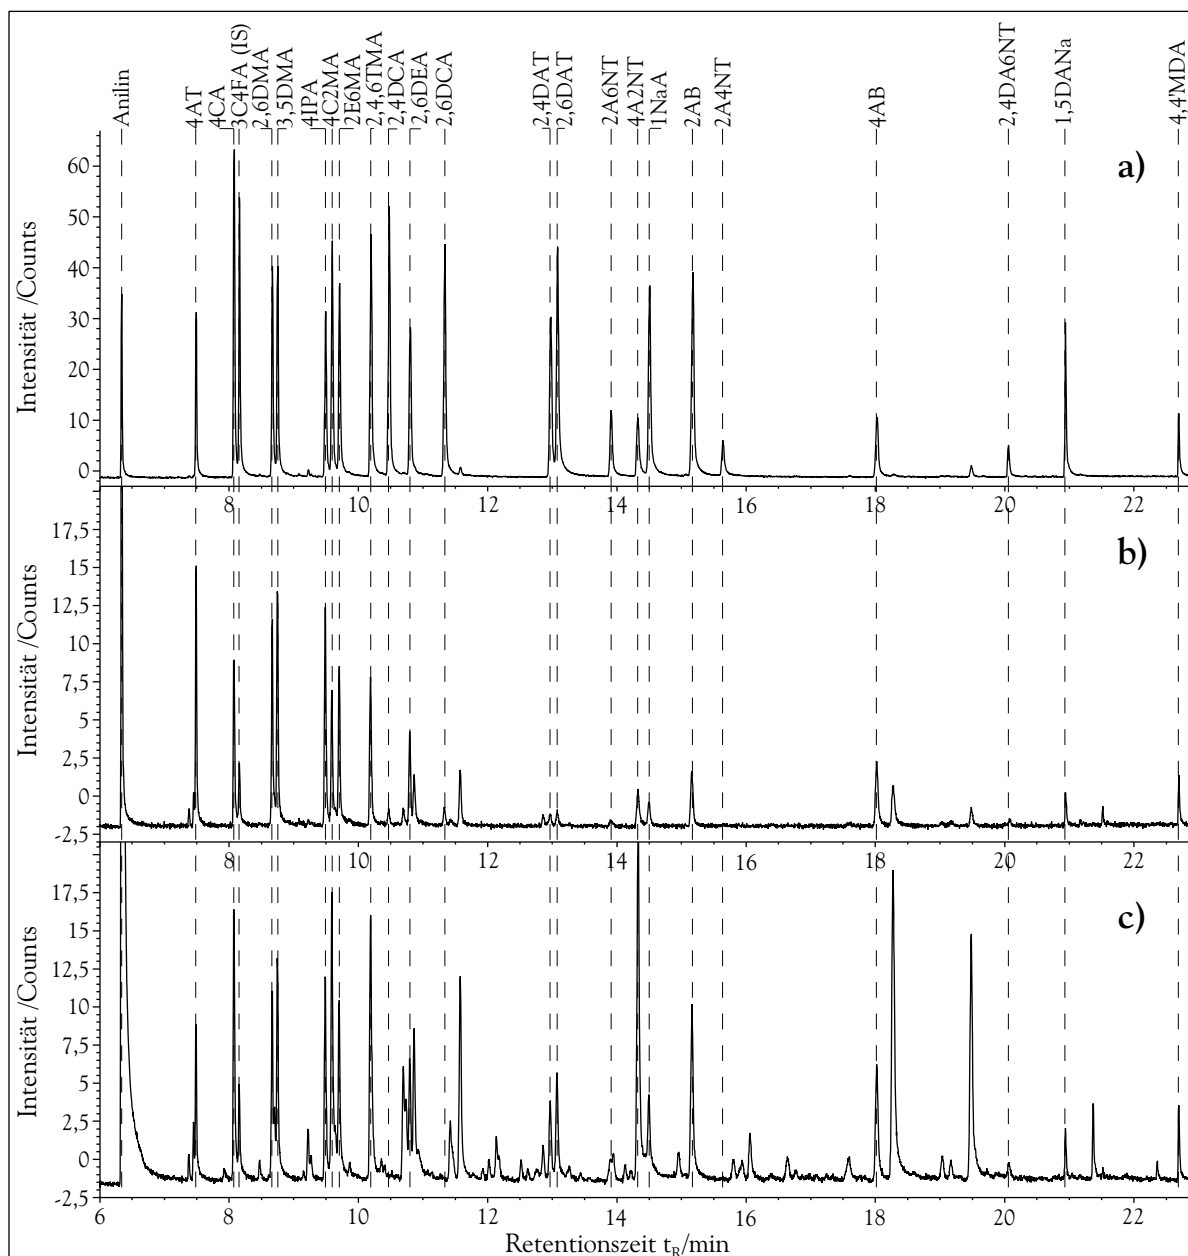 Anilin
4AT
4CA
3C4FA (IS)
2,6DMA
3,5DMA
4IPA
4C2MA
2E6MA
2,4,6TMA
2,4DCA
2,6DEA
2,6DCA
2,4DAT
2,6DAT
2A6NT
4A2NT
1NaA
2AB
2A4NT
4AB
2,4DA6NT
1,5DANa
4,4'MDA
a)
Intensität /Counts
60
50
40
30
20
10
0
8 10 12 14 16 18 20 22
b)
Intensität /Counts
17,5
15
12,5
10
7,5
5
2,5
0
-2,5
8 10 12 14 16 18 20 22
c)
Intensität /Counts
17,5
15
12,5
10
7,5
5
2,5
0
-2,5
6 8 10 12 14 16 18 20 22
Retentionszeit tR/min